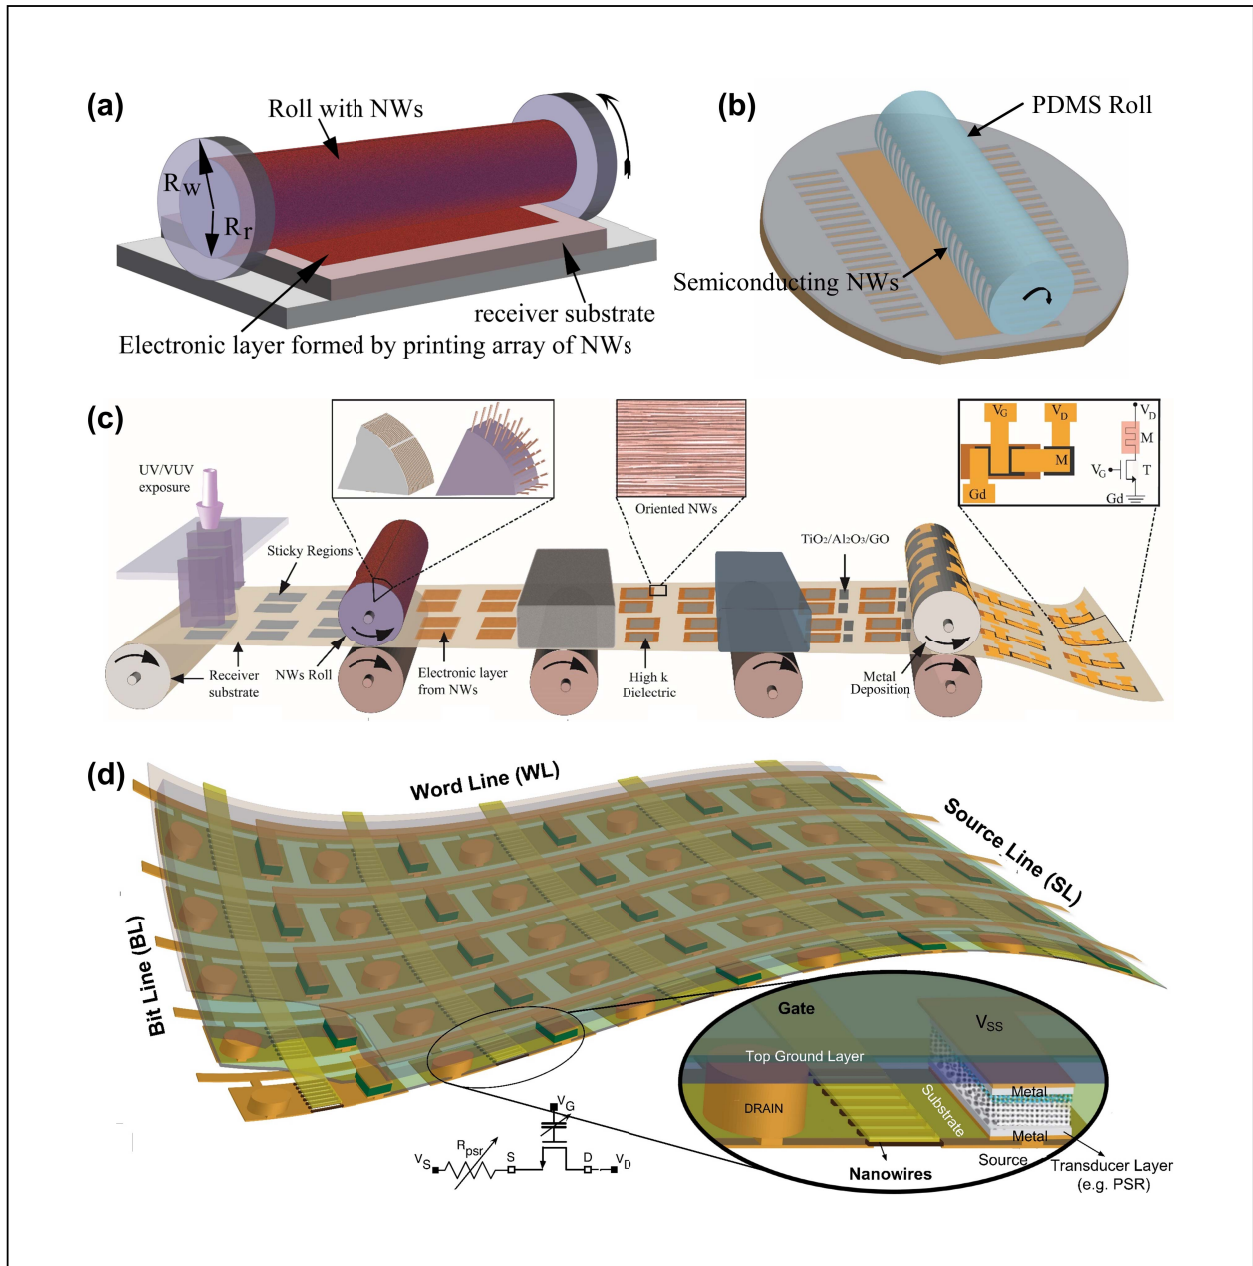 (a)
Roll with NWs
R_w
R_r
receiver substrate
Electronic layer formed by printing array of NWs
(b)
PDMS Roll
Semiconducting NWs
(c)
UV/VUV
exposure
Sticky Regions
Receiver
substrate
NWs Roll
Electronic layer
from NWs
Oriented NWs
High k
Dielectric
TiO₂/Al₂O₃/GO
Metal
Deposition
V_G
V_D
M
Gd
V_D
M
V_G
T
Gd
(d)
Word Line (WL)
Source Line (SL)
Bit Line (BL)
Gate
V_SS
Top Ground Layer
DRAIN
Substrate
Metal
Metal
Source
Nanowires
Transducer Layer
(e.g. PSR)
V_G
R_psr
V_S
S
D
V_D